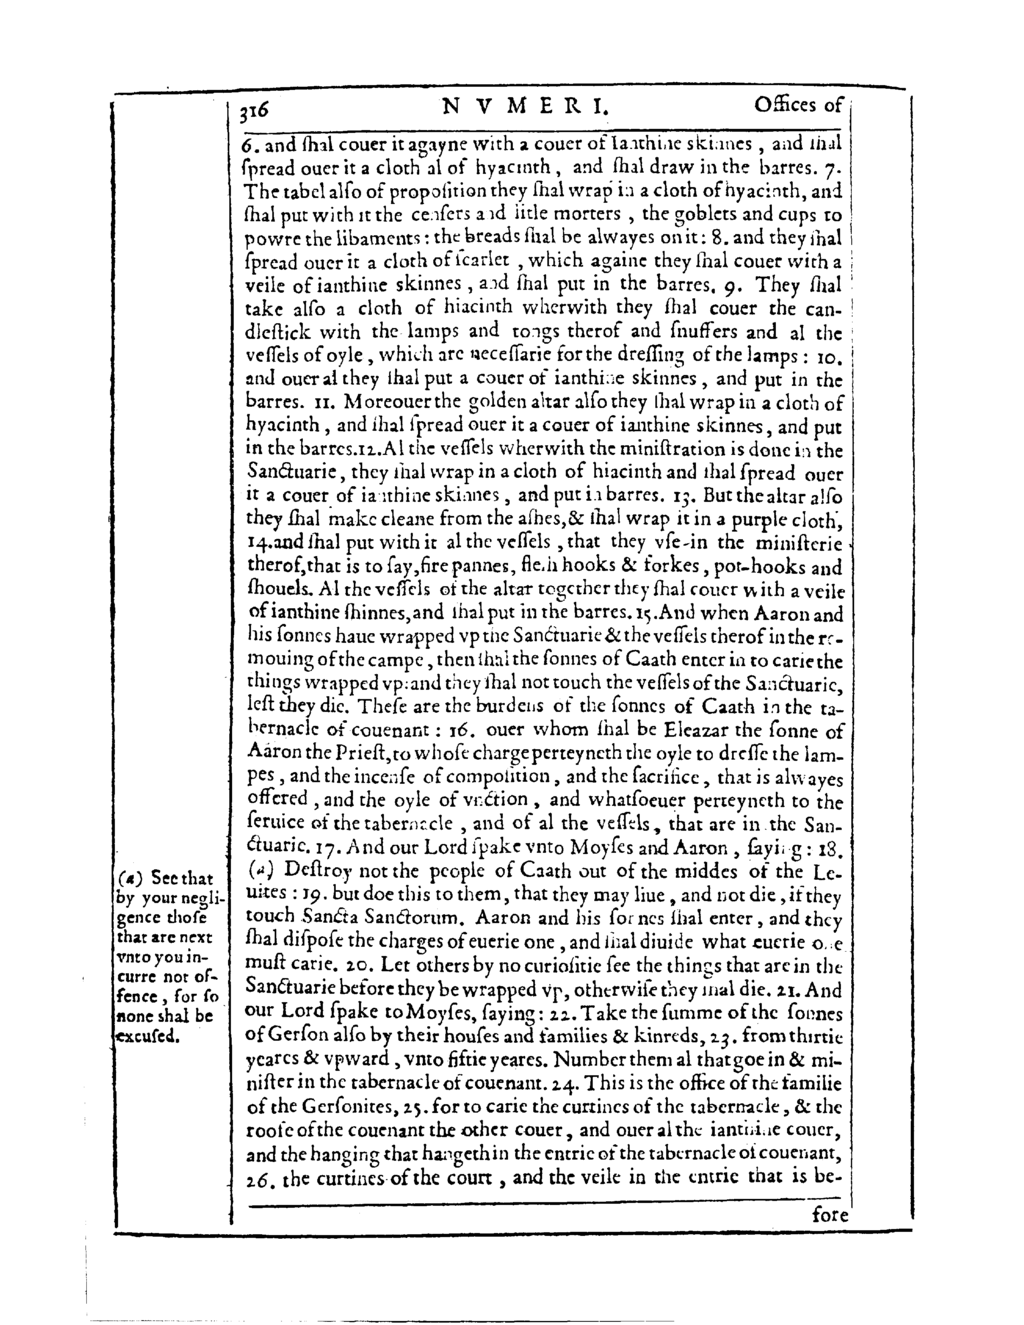 316 NVMERI. Offices of
6. and ſhal couer it agayne with a couer of Ianthine skinnes, and ſhal
ſpread ouer it a cloth al of hyacinth, and ſhal draw in the barres. 7.
The tabel alſo of propoſition they ſhal wrap in a cloth of hyacinth, and
ſhal put with it the cenſers and litle morters, the goblets and cups to
powre the libaments: the breads ſhal be alwayes on it: 8. and they ſhal
ſpread ouer it a cloth of ſcarlet, which againe they ſhal couer with a
veile of ianthine skinnes, and ſhal put in the barres. 9. They ſhal
take alſo a cloth of hiacinth wherwith they ſhal couer the can-
dleſtick with the lamps and tongs therof and ſnuffers and al the
veſſels of oyle, which are neceſſarie for the dreſſing of the lamps: 10.
and ouer al they ſhal put a couer of ianthine skinnes, and put in the
barres. 11. Moreouer the golden altar alſo they ſhal wrap in a cloth of
hyacinth, and ſhal ſpread ouer it a couer of ianthine skinnes, and put
in the barres. 12. Al the veſſels wherwith the miniſtration is done in the
Sanctuarie, they ſhal wrap in a cloth of hiacinth and ſhal ſpread ouer
it a couer of ianthine skinnes, and put in barres. 13. But the altar alſo
they ſhal make cleane from the aſhes, & ſhal wrap it in a purple cloth,
14. and ſhal put with it al the veſſels, that they vſe in the miniſterie
therof, that is to ſay, fire pannes, fleſh hooks & forkes, pot-hooks and
ſhouels. Al the veſſels of the altar together they ſhal couer with a veile
of ianthine ſhinnes, and ſhal put in the barres. 15. And when Aaron and
his ſonnes haue wrapped vp the Sanctuarie & the veſſels therof in the re-
mouing of the campe, then ſhal the ſonnes of Caath enter in to carie the
things wrapped vp: and they ſhal not touch the veſſels of the Sanctuarie,
leſt they die. Theſe are the burdens of the ſonnes of Caath in the ta-
bernacle of couenant: 16. ouer whom ſhal be Eleazar the ſonne of
Aaron the Prieſt, to whoſe charge perteyneth the oyle to dreſſe the lam-
pes, and the incenſe of compoſition, and the ſacrifice, that is alwayes
offered, and the oyle of vnction, and whatſoeuer perteyneth to the
ſeruice of the tabernacle, and of al the veſſels, that are in the San-
ctuarie. 17. And our Lord ſpake vnto Moyſes and Aaron, ſaying: 18.
(a) Deſtroy not the people of Caath out of the middes of the Le-
uites: 19. but doe this to them, that they may liue, and not die, if they
touch Sancta Sanctorum. Aaron and his ſonnes ſhal enter, and they
ſhal diſpoſe the charges of euerie one, and ſhal diuide what euerie one
muſt carie. 20. Let others by no curioſitie ſee the things that are in the
Sanctuarie before they be wrapped vp, otherwiſe they ſhal die. 21. And
our Lord ſpake to Moyſes, ſaying: 22. Take the ſumme of the ſonnes
of Gerſon alſo by their houſes and families & kinreds, 23. from thirtie
yeares & vpward, vnto fiftie yeares. Number them al that goe in & mi-
niſter in the tabernacle of couenant. 24. This is the office of the familie
of the Gerſonites, 25. for to carie the curtines of the tabernacle, & the
roofe of the couenant the other couer, and ouer al the ianthine couer,
and the hanging that hangeth in the entrie of the tabernacle of couenant,
26. the curtines of the court, and the veile in the entrie that is be-
fore
(a) See that
by your negli-
gence thoſe
that are next
vnto you in-
curre not of-
fence, for ſo
none shal be
excuſed.